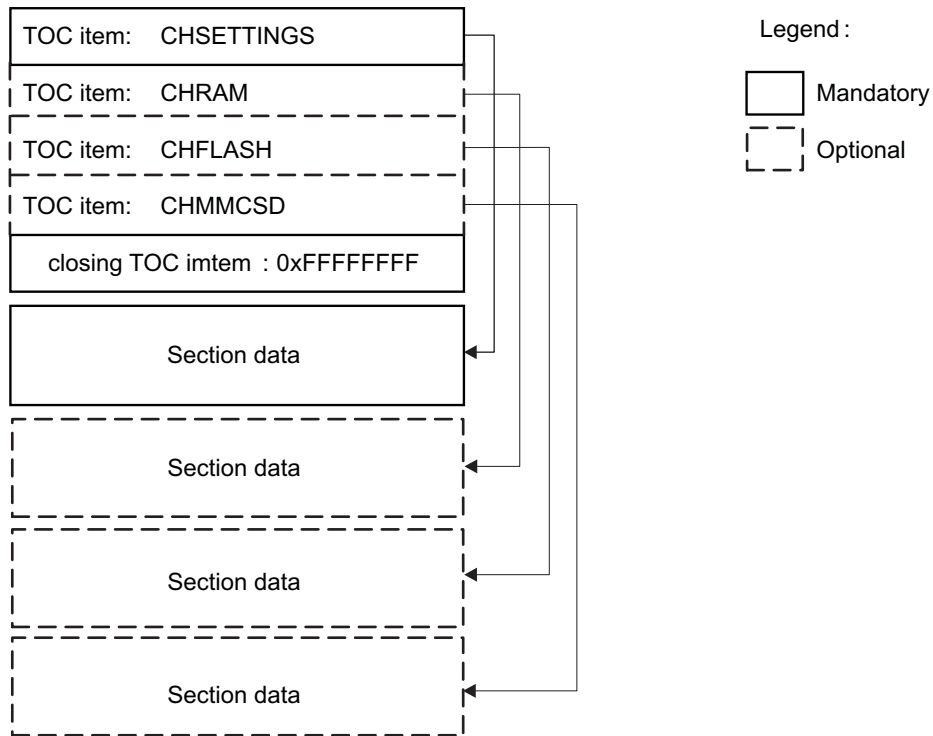 TOC item: CHSETTINGS
TOC item: CHRAM
TOC item: CHFLASH
TOC item: CHMMCSD
closing TOC imtem : 0xFFFFFFFF
Section data
Section data
Section data
Section data
Legend :
Mandatory
Optional